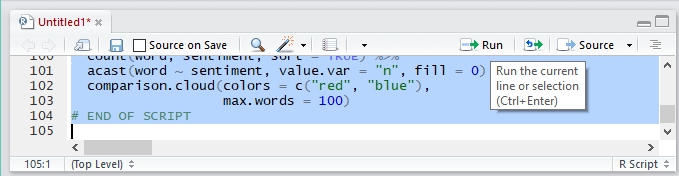 Untitled1*
Source on Save
Run
Source
100 count(word, sentiment, sort = TRUE) %>%
101 acast(word ~ sentiment, value.var = "n", fill = 0)
102 comparison.cloud(colors = c("red", "blue"),
103 max.words = 100)
104 # END OF SCRIPT
105
Run the current
line or selection
(Ctrl+Enter)
105:1 (Top Level) R Script